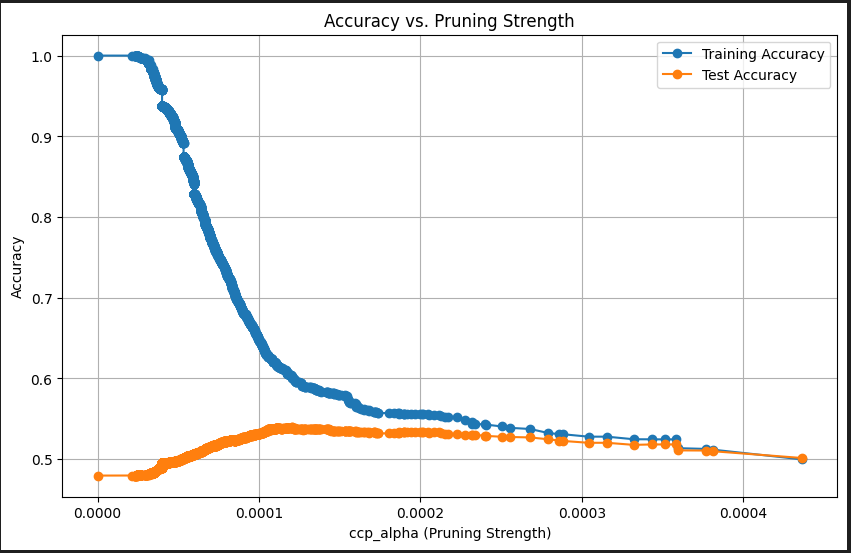 Accuracy vs. Pruning Strength
Training Accuracy
Test Accuracy
1.0
0.9
0.8
0.7
0.6
0.5
Accuracy
0.0000 0.0001 0.0002 0.0003 0.0004
ccp_alpha (Pruning Strength)